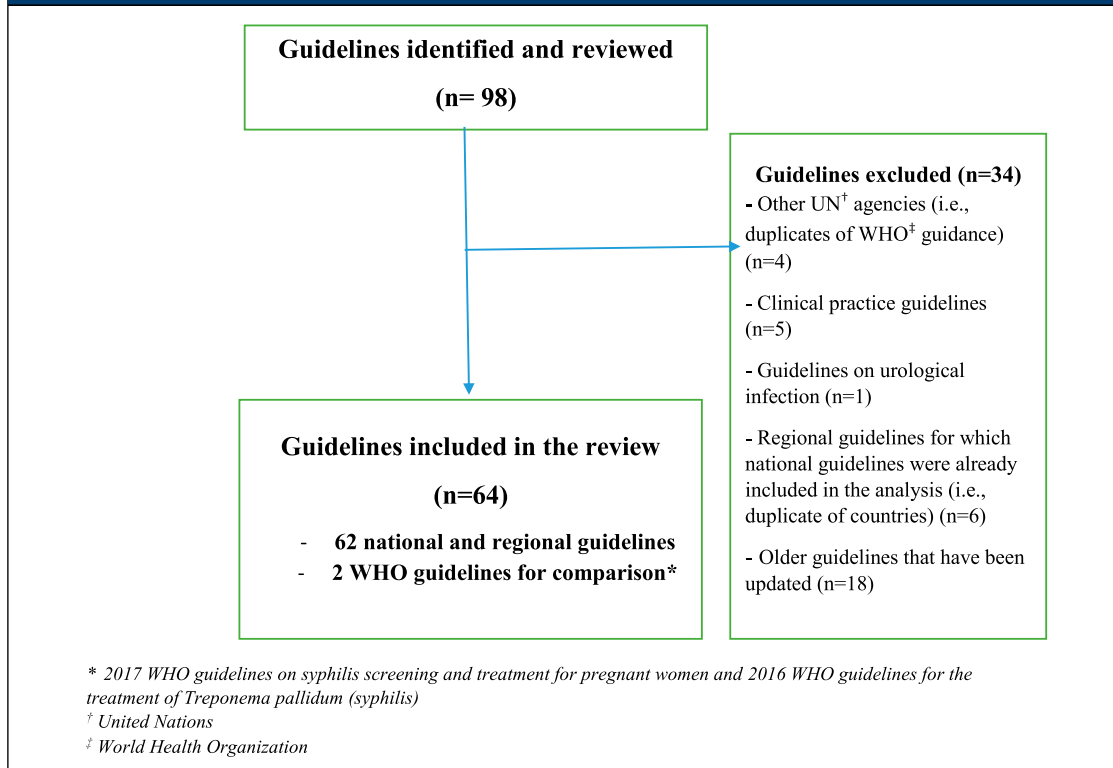 Guidelines identified and reviewed
(n= 98)
Guidelines excluded (n=34)
- Other UN† agencies (i.e.,
duplicates of WHO‡ guidance)
(n=4)
- Clinical practice guidelines
(n=5)
- Guidelines on urological
infection (n=1)
- Regional guidelines for which
national guidelines were already
included in the analysis (i.e.,
duplicate of countries) (n=6)
- Older guidelines that have been
updated (n=18)
Guidelines included in the review
(n=64)
- 62 national and regional guidelines
- 2 WHO guidelines for comparison*
* 2017 WHO guidelines on syphilis screening and treatment for pregnant women and 2016 WHO guidelines for the
treatment of Treponema pallidum (syphilis)
† United Nations
‡ World Health Organization